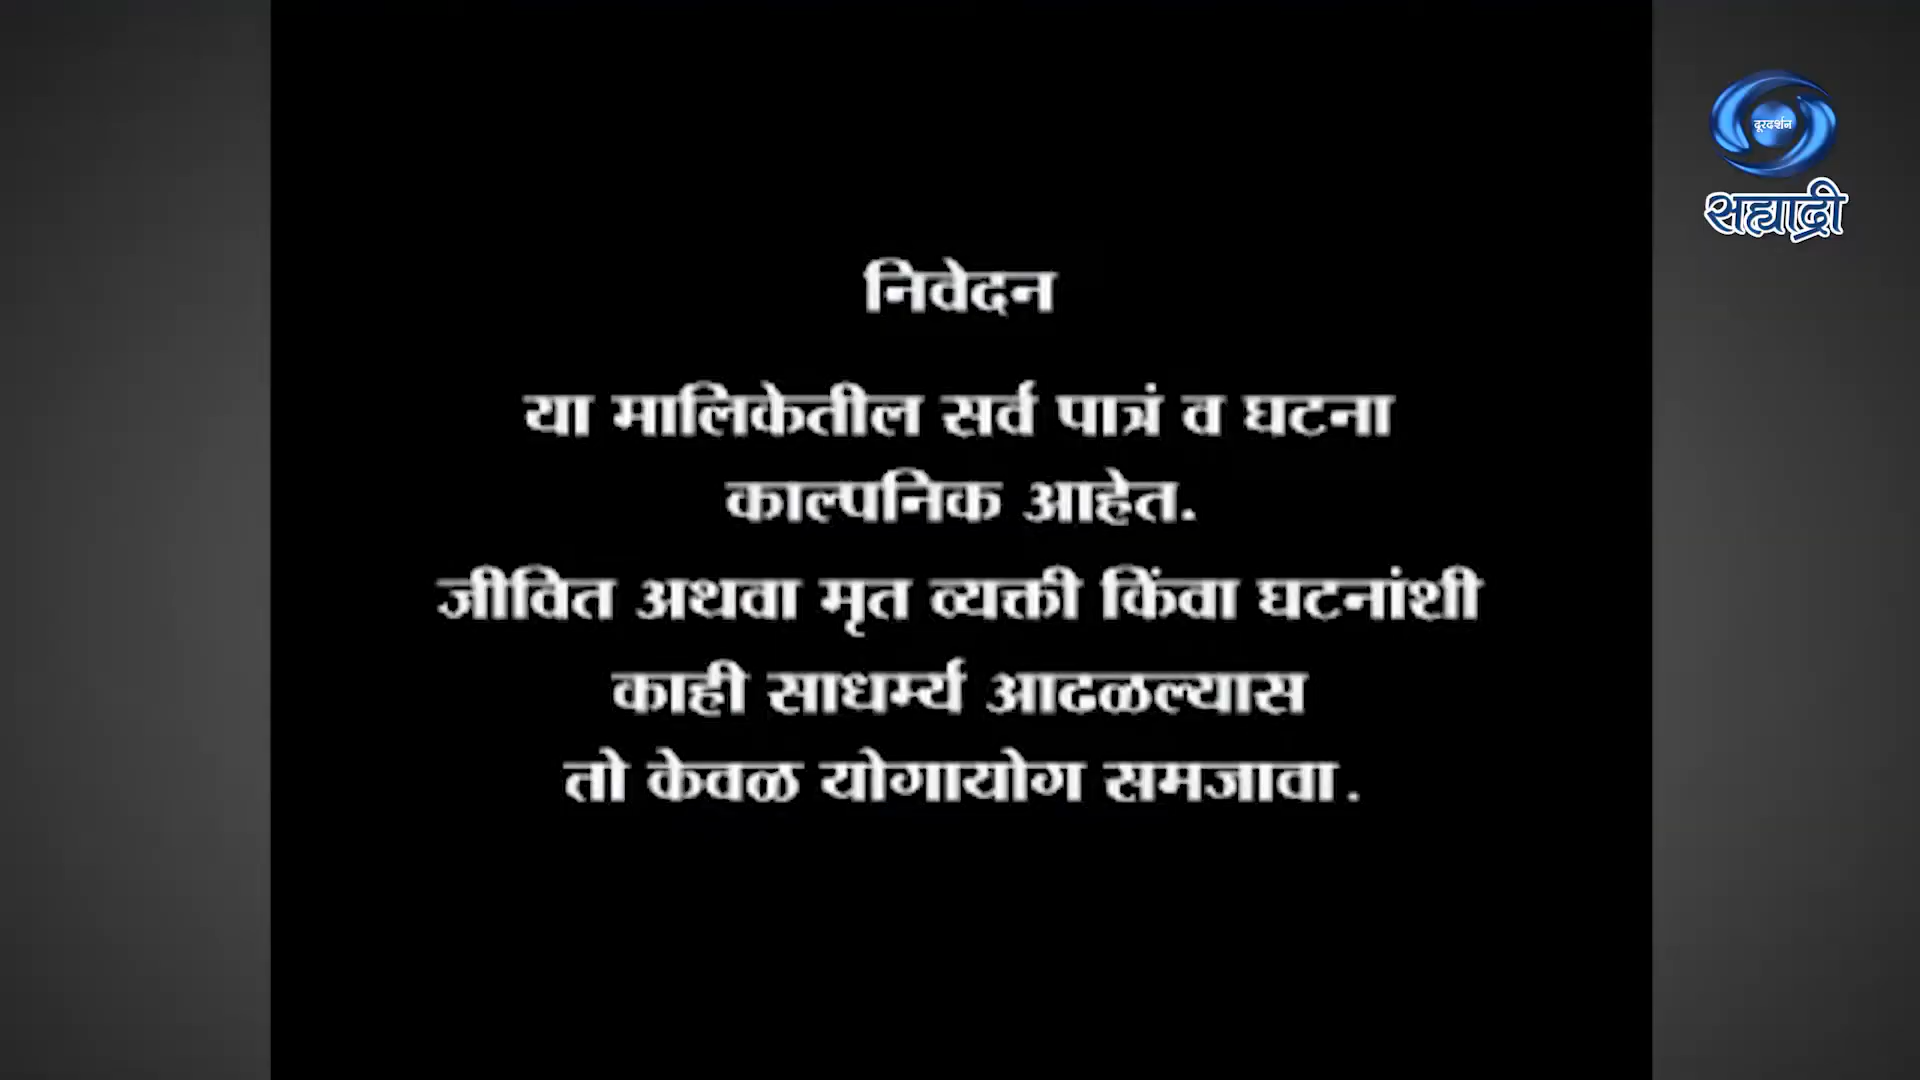 दूरदर्शन
सह्याद्री
निवेदन
या मालिकेतील सर्व पात्रं व घटना
काल्पनिक आहेत.
जीवित अथवा मृत व्यक्ती किंवा घटनांशी
काही साधर्म्य आढळल्यास
तो केवळ योगायोग समजावा.